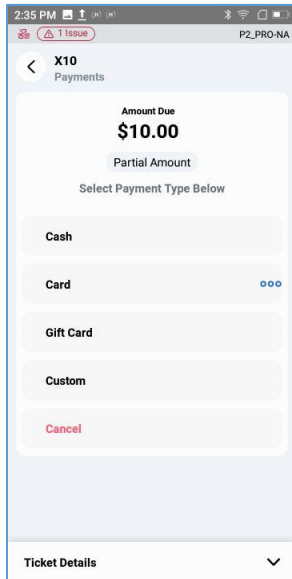 2:35 PM
1 Issue
P2_PRO-NA
X10
Payments
Amount Due
$10.00
Partial Amount
Select Payment Type Below
Cash
Card
Gift Card
Custom
Cancel
Ticket Details